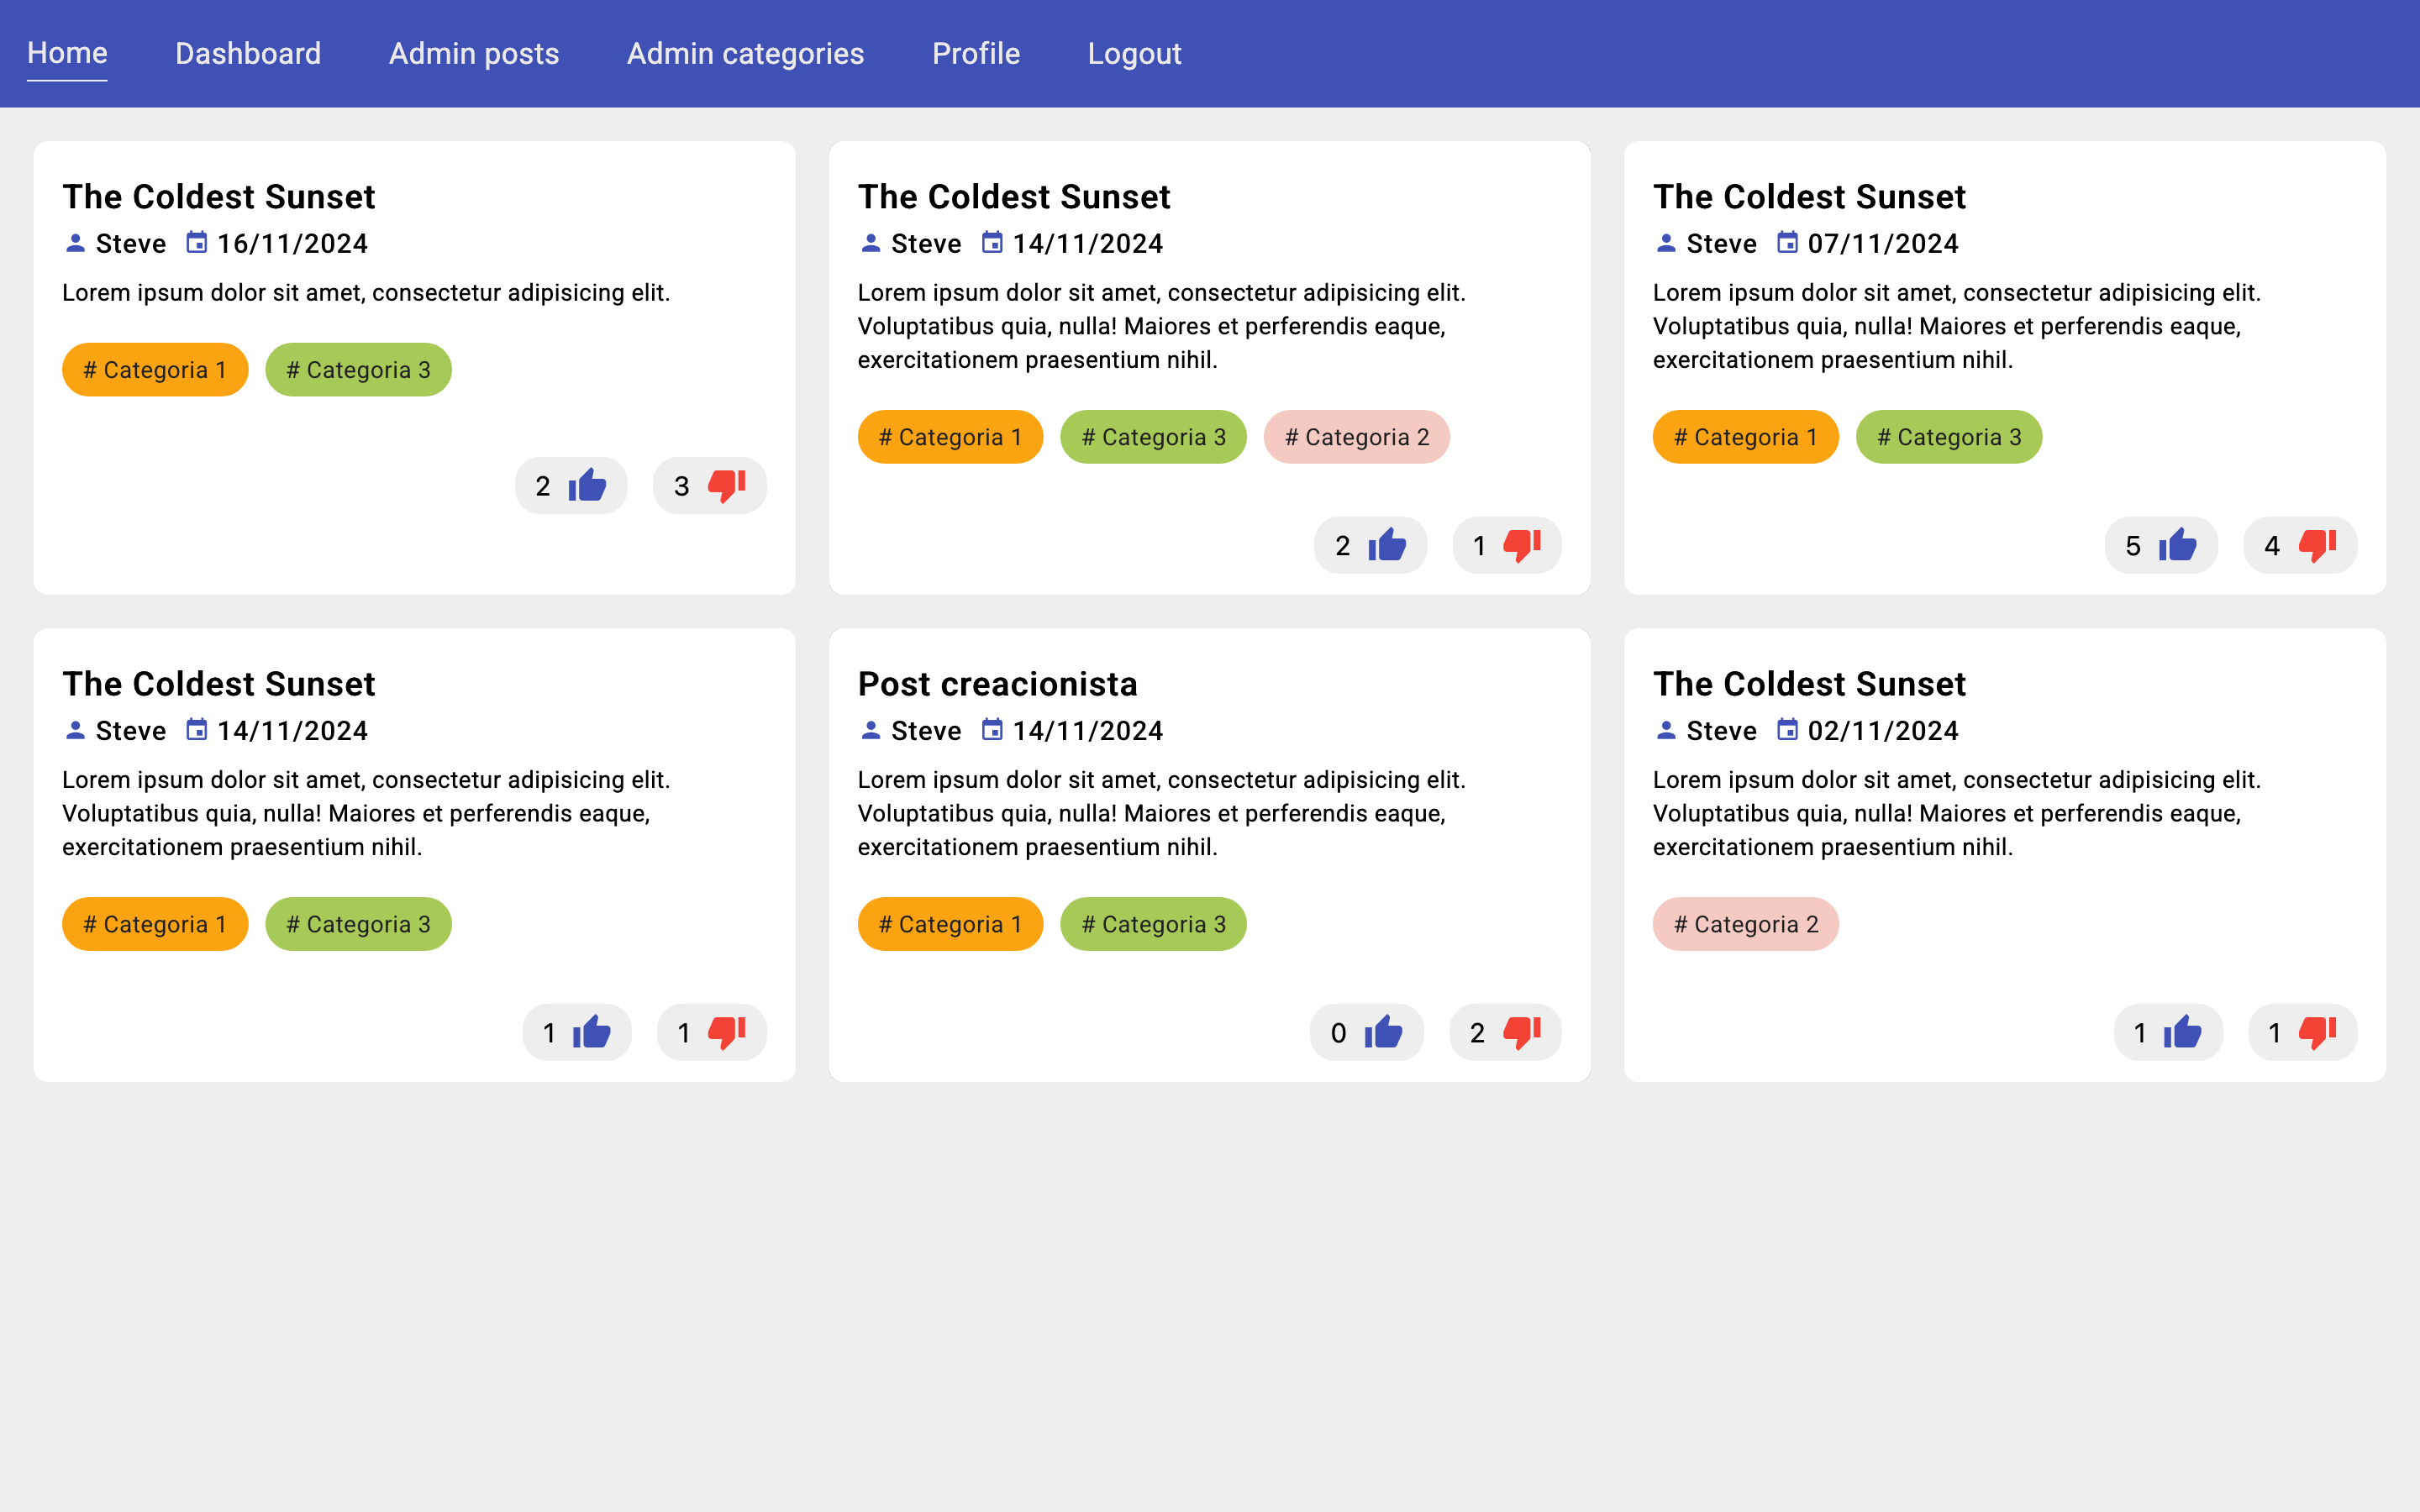 Home Dashboard Admin posts Admin categories Profile Logout
The Coldest Sunset
Steve 16/11/2024
Lorem ipsum dolor sit amet, consectetur adipisicing elit.
# Categoria 1 # Categoria 3
2 3
The Coldest Sunset
Steve 14/11/2024
Lorem ipsum dolor sit amet, consectetur adipisicing elit.
Voluptatibus quia, nulla! Maiores et perferendis eaque,
exercitationem praesentium nihil.
# Categoria 1 # Categoria 3 # Categoria 2
2 1
The Coldest Sunset
Steve 07/11/2024
Lorem ipsum dolor sit amet, consectetur adipisicing elit.
Voluptatibus quia, nulla! Maiores et perferendis eaque,
exercitationem praesentium nihil.
# Categoria 1 # Categoria 3
5 4
The Coldest Sunset
Steve 14/11/2024
Lorem ipsum dolor sit amet, consectetur adipisicing elit.
Voluptatibus quia, nulla! Maiores et perferendis eaque,
exercitationem praesentium nihil.
# Categoria 1 # Categoria 3
1 1
Post creacionista
Steve 14/11/2024
Lorem ipsum dolor sit amet, consectetur adipisicing elit.
Voluptatibus quia, nulla! Maiores et perferendis eaque,
exercitationem praesentium nihil.
# Categoria 1 # Categoria 3
0 2
The Coldest Sunset
Steve 02/11/2024
Lorem ipsum dolor sit amet, consectetur adipisicing elit.
Voluptatibus quia, nulla! Maiores et perferendis eaque,
exercitationem praesentium nihil.
# Categoria 2
1 1